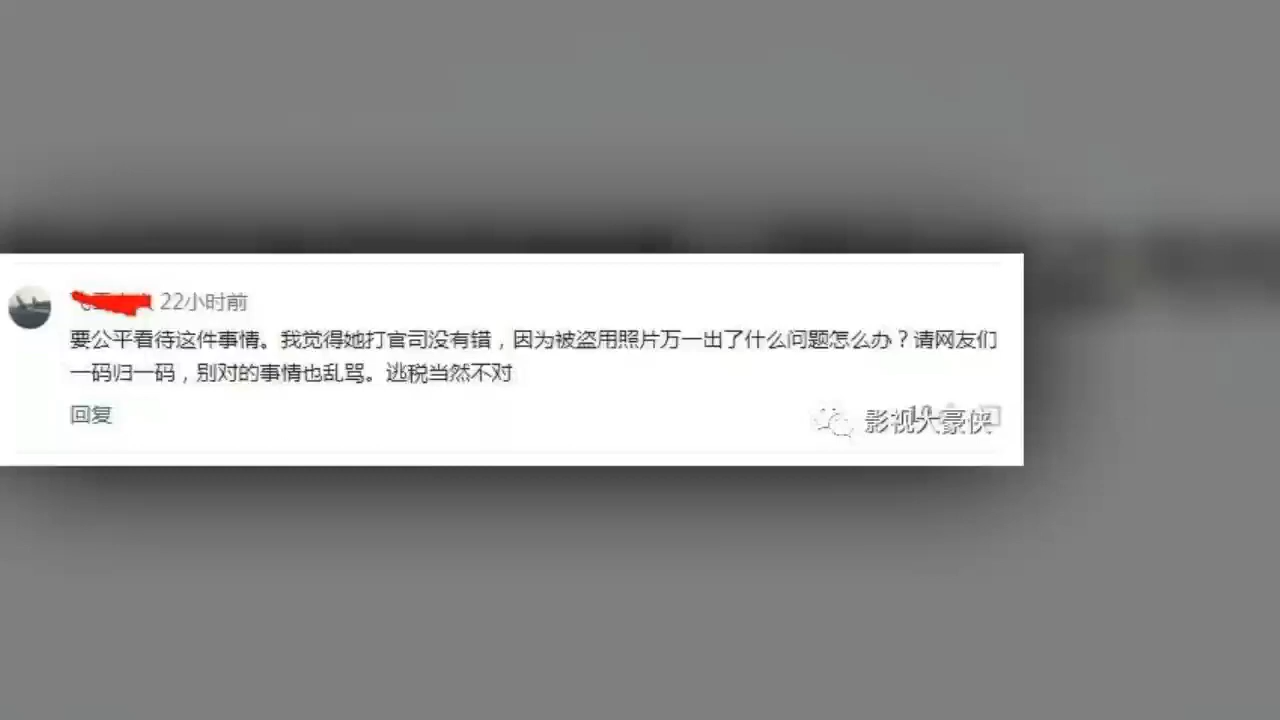 22小时前
要公平看待这件事情。我觉得她打官司没有错，因为被盗用照片万一出了什么问题怎么办？请网友们
一码归一码，别对的事情也乱骂。逃税当然不对
回复
影视大豪侠